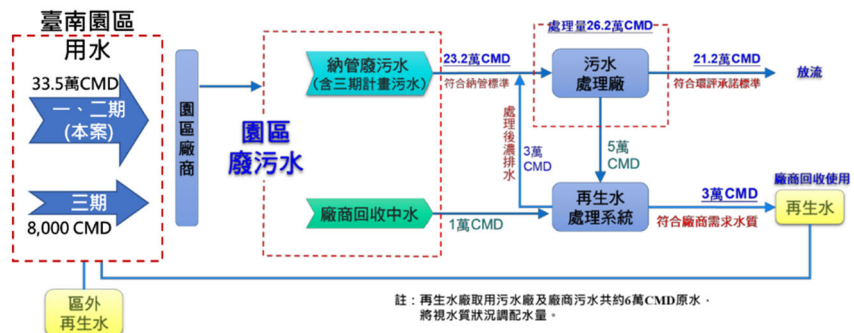 臺南園區
用水
33.5萬CMD
一、二期
(本案)
三期
8,000 CMD
區外
再生水
園區廠商
園區
廢污水
納管廢污水
(含三期計畫污水)
廠商回收中水
23.2萬CMD
符合納管標準
處理後濃排水
3萬
CMD
1萬CMD
處理量26.2萬CMD
污水
處理廠
5萬
CMD
再生水
處理系統
21.2萬CMD
符合環評承諾標準
放流
3萬CMD
符合廠商需求水質
廠商回收使用
再生水
註：再生水廠取用污水廠及廠商污水共約6萬CMD原水，
將視水質狀況調配水量。